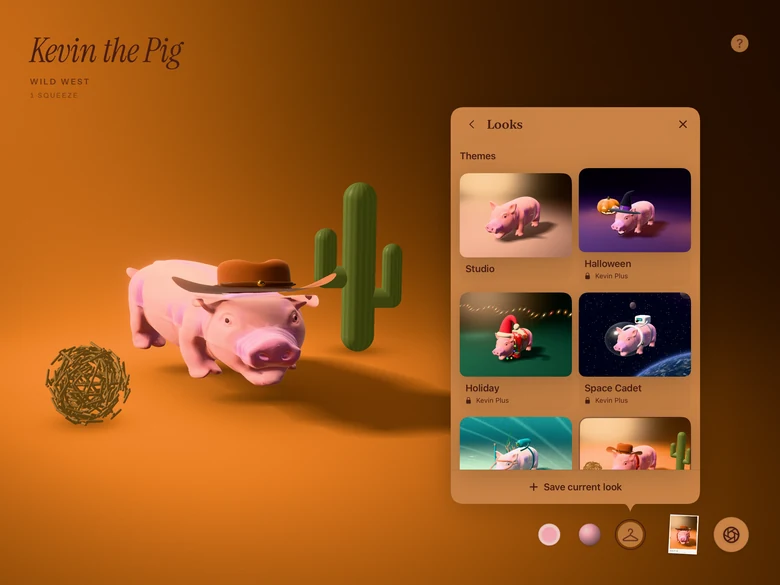 Kevin the Pig
WILD WEST
1 SQUEEZE
?
Looks
Themes
Studio
Halloween
Kevin Plus
Holiday
Kevin Plus
Space Cadet
Kevin Plus
+ Save current look